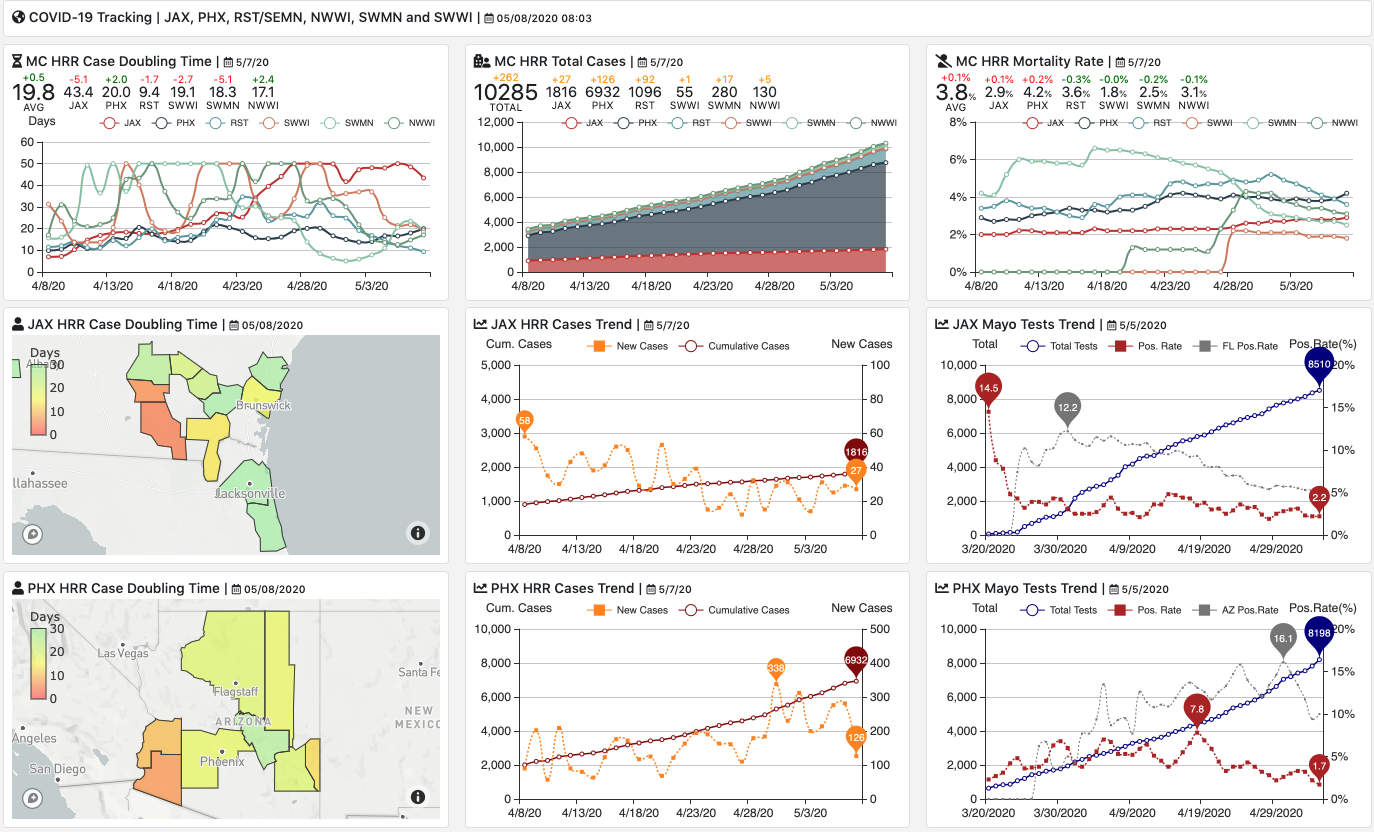 COVID-19 Tracking | JAX, PHX, RST/SEMN, NWWI, SWMN and SWWI | 05/08/2020 08:03
MC HRR Case Doubling Time | 5/7/20
+0.5 -5.1 +2.0 -1.7 -2.7 -5.1 +2.4
19.8 43.4 20.0 9.4 19.1 18.3 17.1
AVG JAX PHX RST SWWI SWMN NWWI
Days JAX PHX RST SWWI SWMN NWWI
60
50
40
30
20
10
0
4/8/20 4/13/20 4/18/20 4/23/20 4/28/20 5/3/20
MC HRR Total Cases | 5/7/20
+262 +27 +126 +92 +1 +17 +5
10285 1816 6932 1096 55 280 130
TOTAL JAX PHX RST SWWI SWMN NWWI
JAX PHX RST SWWI SWMN NWWI
12,000
10,000
8,000
6,000
4,000
2,000
0
4/8/20 4/13/20 4/18/20 4/23/20 4/28/20 5/3/20
MC HRR Mortality Rate | 5/7/20
+0.1% +0.1% +0.2% -0.3% -0.0% -0.2% -0.1%
3.8% 2.9% 4.2% 3.6% 1.8% 2.5% 3.1%
AVG JAX PHX RST SWWI SWMN NWWI
JAX PHX RST SWWI SWMN NWWI
8%
6%
4%
2%
0%
4/8/20 4/13/20 4/18/20 4/23/20 4/28/20 5/3/20
JAX HRR Case Doubling Time | 05/08/2020
Days
30
20
10
0
Brunswick
llahassee
Jacksonville
JAX HRR Cases Trend | 5/7/20
Cum. Cases New Cases Cumulative Cases New Cases
5,000 100
4,000 80
58
3,000 60
1816
2,000 27 40
1,000 20
0 0
4/8/20 4/13/20 4/18/20 4/23/20 4/28/20 5/3/20
JAX Mayo Tests Trend | 5/5/2020
Total Total Tests Pos. Rate FL Pos.Rate Pos.Rate(%)
10,000 8510 20%
14.5
8,000 15%
12.2
6,000 10%
4,000
2,000 2.2 5%
0 0%
3/20/2020 3/30/2020 4/9/2020 4/19/2020 4/29/2020
PHX HRR Case Doubling Time | 05/08/2020
Days
30
20
10
0
Las Vegas
Santa Fe
Flagstaff
NEW
MEXICO
ARIZONA
Angeles
Phoenix
San Diego
PHX HRR Cases Trend | 5/7/20
Cum. Cases New Cases Cumulative Cases New Cases
10,000 500
8,000 338 6932 400
6,000 300
4,000 126 200
2,000 100
0 0
4/8/20 4/13/20 4/18/20 4/23/20 4/28/20 5/3/20
PHX Mayo Tests Trend | 5/5/2020
Total Total Tests Pos. Rate AZ Pos.Rate Pos.Rate(%)
10,000 16.1 8198 20%
8,000 15%
6,000 7.8 10%
4,000
2,000 1.7 5%
0 0%
3/20/2020 3/30/2020 4/9/2020 4/19/2020 4/29/2020